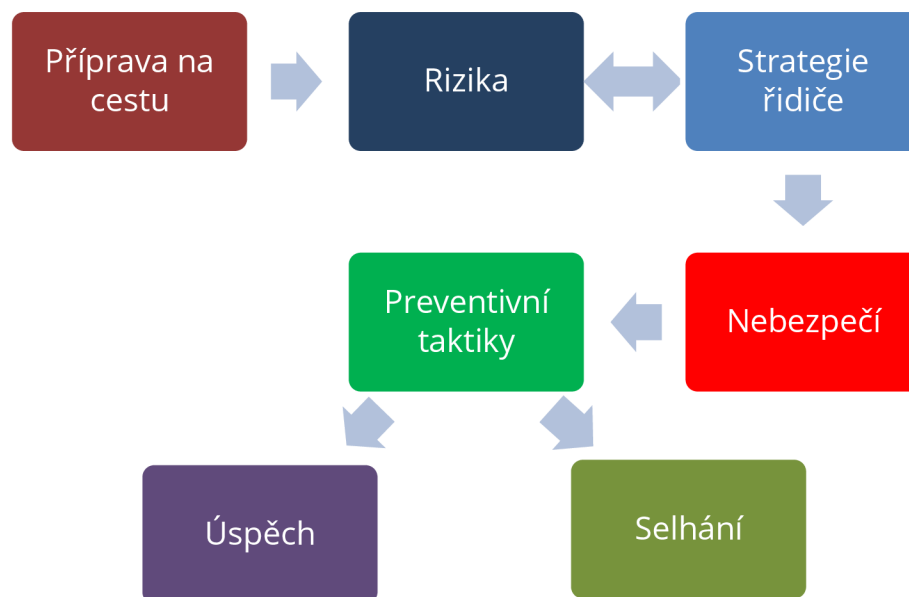 Příprava na
cestu
Rizika
Strategie
řidiče
Preventivní
taktiky
Nebezpečí
Úspěch
Selhání